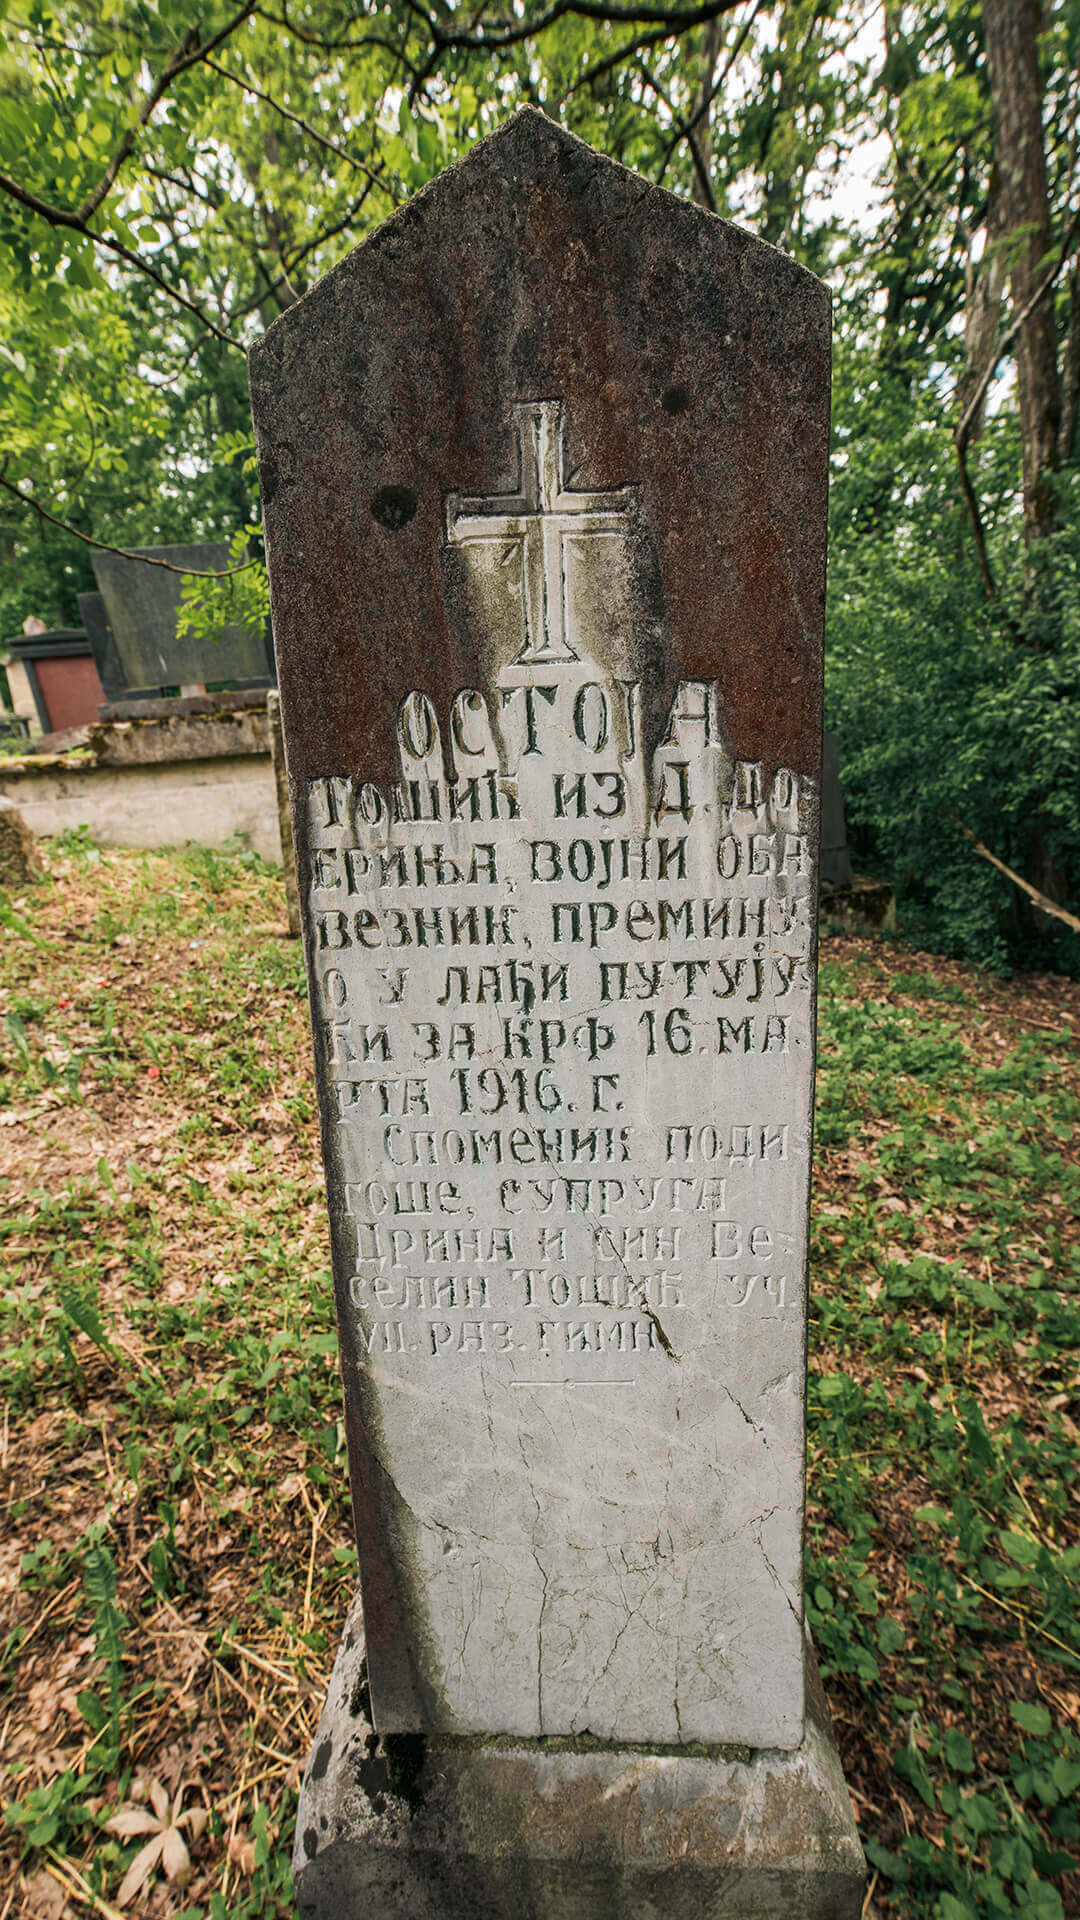 ОСТОЈА
ТОШИЋ ИЗ Д. ДО-
БРИЊА, ВОЈНИ ОБА
ВЕЗНИК, ПРЕМИНУ-
О У ЛАЂИ ПУТУЈУ-
ЋИ ЗА КРФ 16. МА-
РТА 1916. Г.
СПОМЕНИК ПОДИ-
ГОШЕ, СУПРУГА
ДРИНА И СИН ВЕ-
СЕЛИН ТОШИЋ УЧ.
VII. РАЗ. ГИМН